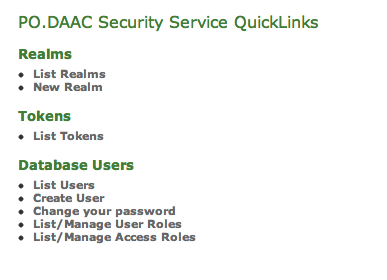 PO.DAAC Security Service QuickLinks
Realms
• List Realms
• New Realm
Tokens
• List Tokens
Database Users
• List Users
• Create User
• Change your password
• List/Manage User Roles
• List/Manage Access Roles